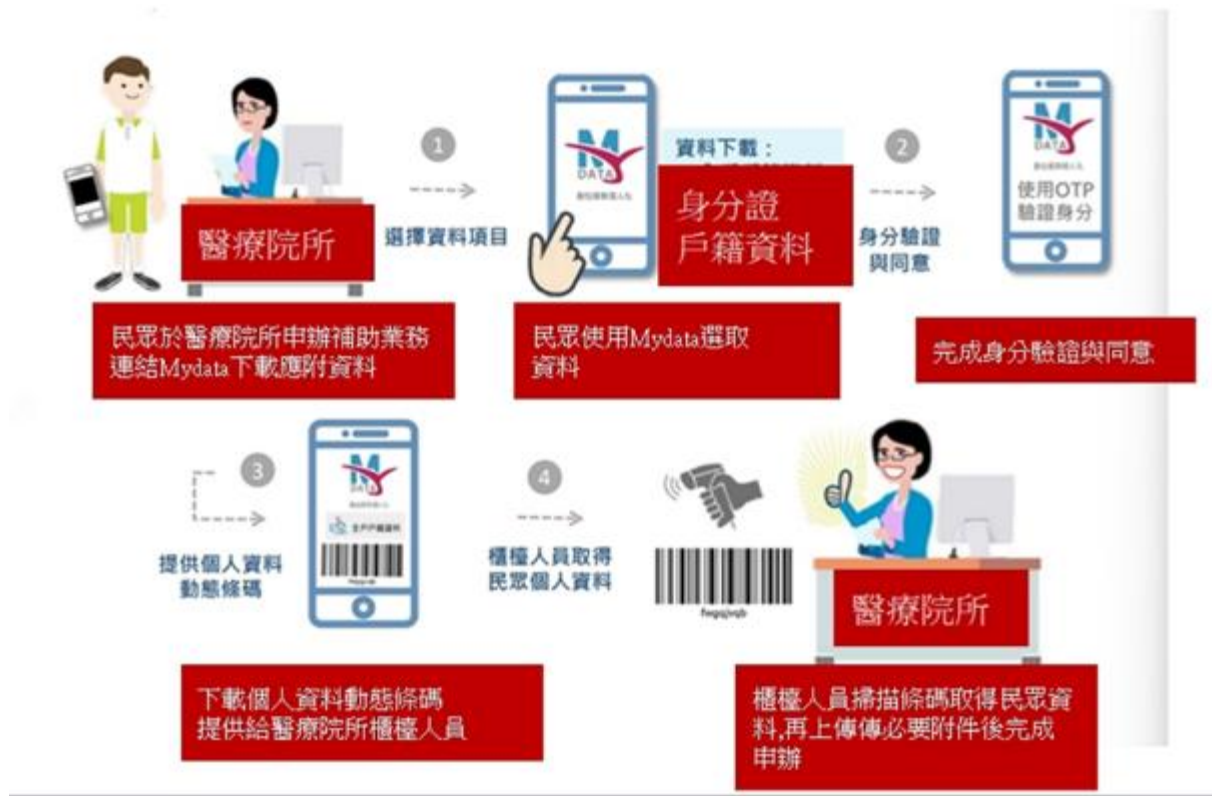 醫療院所
1
選擇資料項目
民眾於醫療院所申辦補助業務
連結Mydata下載應附資料
MY
DATA
資料下載：
身分證
戶籍資料
民眾使用Mydata選取
資料
2
身分驗證
與同意
MY
DATA
使用OTP
驗證身分
完成身分驗證與同意
3
提供個人資料
動態條碼
MY
DATA
下載個人資料動態條碼
提供給醫療院所櫃檯人員
4
櫃檯人員取得
民眾個人資料
fwgqjvqb
醫療院所
櫃檯人員掃描條碼取得民眾資
料,再上傳傳必要附件後完成
申辦